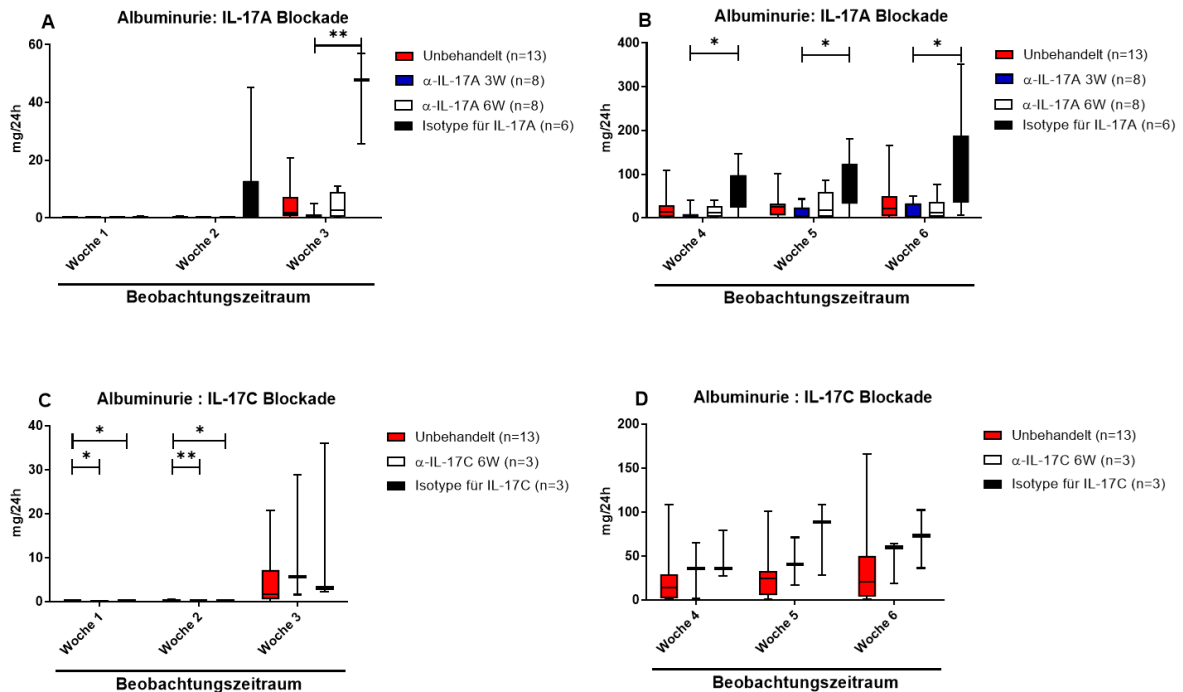 A
Albuminurie: IL-17A Blockade
mg/24h
60
40
20
0
**
Woche 1
Woche 2
Woche 3
Beobachtungszeitraum
Unbehandelt (n=13)
α-IL-17A 3W (n=8)
α-IL-17A 6W (n=8)
Isotype für IL-17A (n=6)
B
Albuminurie: IL-17A Blockade
mg/24h
400
300
200
100
0
*
*
*
Woche 4
Woche 5
Woche 6
Beobachtungszeitraum
Unbehandelt (n=13)
α-IL-17A 3W (n=8)
α-IL-17A 6W (n=8)
Isotype für IL-17A (n=6)
C
Albuminurie : IL-17C Blockade
mg/24h
40
30
20
10
0
*
*
*
**
Woche 1
Woche 2
Woche 3
Beobachtungszeitraum
Unbehandelt (n=13)
α-IL-17C 6W (n=3)
Isotype für IL-17C (n=3)
D
Albuminurie : IL-17C Blockade
mg/24h
200
150
100
50
0
Woche 4
Woche 5
Woche 6
Beobachtungszeitraum
Unbehandelt (n=13)
α-IL-17C 6W (n=3)
Isotype für IL-17C (n=3)